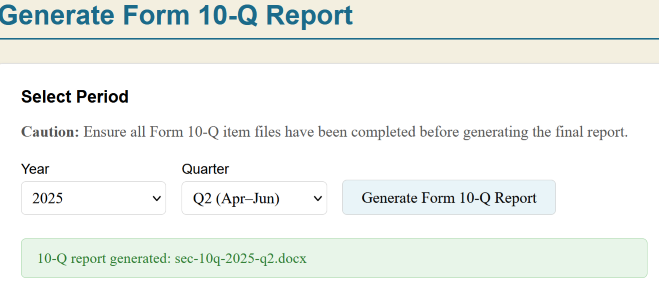 Generate Form 10-Q Report
Select Period
Caution: Ensure all Form 10-Q item files have been completed before generating the final report.
Year
Quarter
2025
Q2 (Apr–Jun)
Generate Form 10-Q Report
10-Q report generated: sec-10q-2025-q2.docx